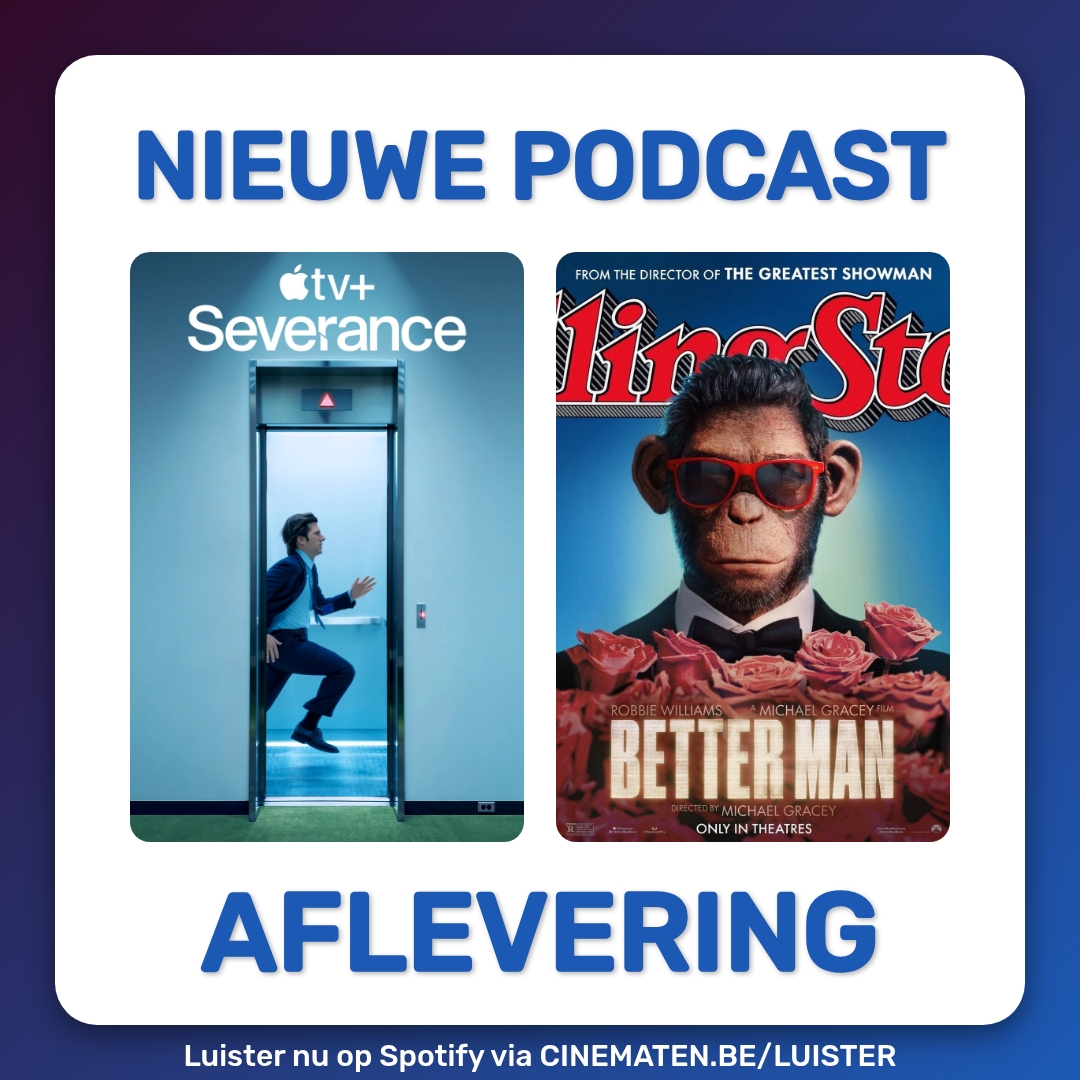 NIEUWE PODCAST
tv+
Severance
FROM THE DIRECTOR OF THE GREATEST SHOWMAN
llingSto
ROBBIE WILLIAMS A MICHAEL GRACEY FILM
BETTER MAN
DIRECTED BY MICHAEL GRACEY
ONLY IN THEATRES
AFLEVERING
Luister nu op Spotify via CINEMATEN.BE/LUISTER